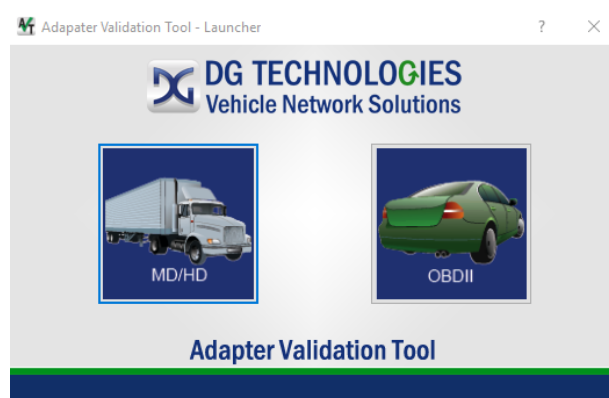 Adapater Validation Tool - Launcher ?
DG TECHNOLOGIES
Vehicle Network Solutions
MD/HD
OBDII
Adapter Validation Tool